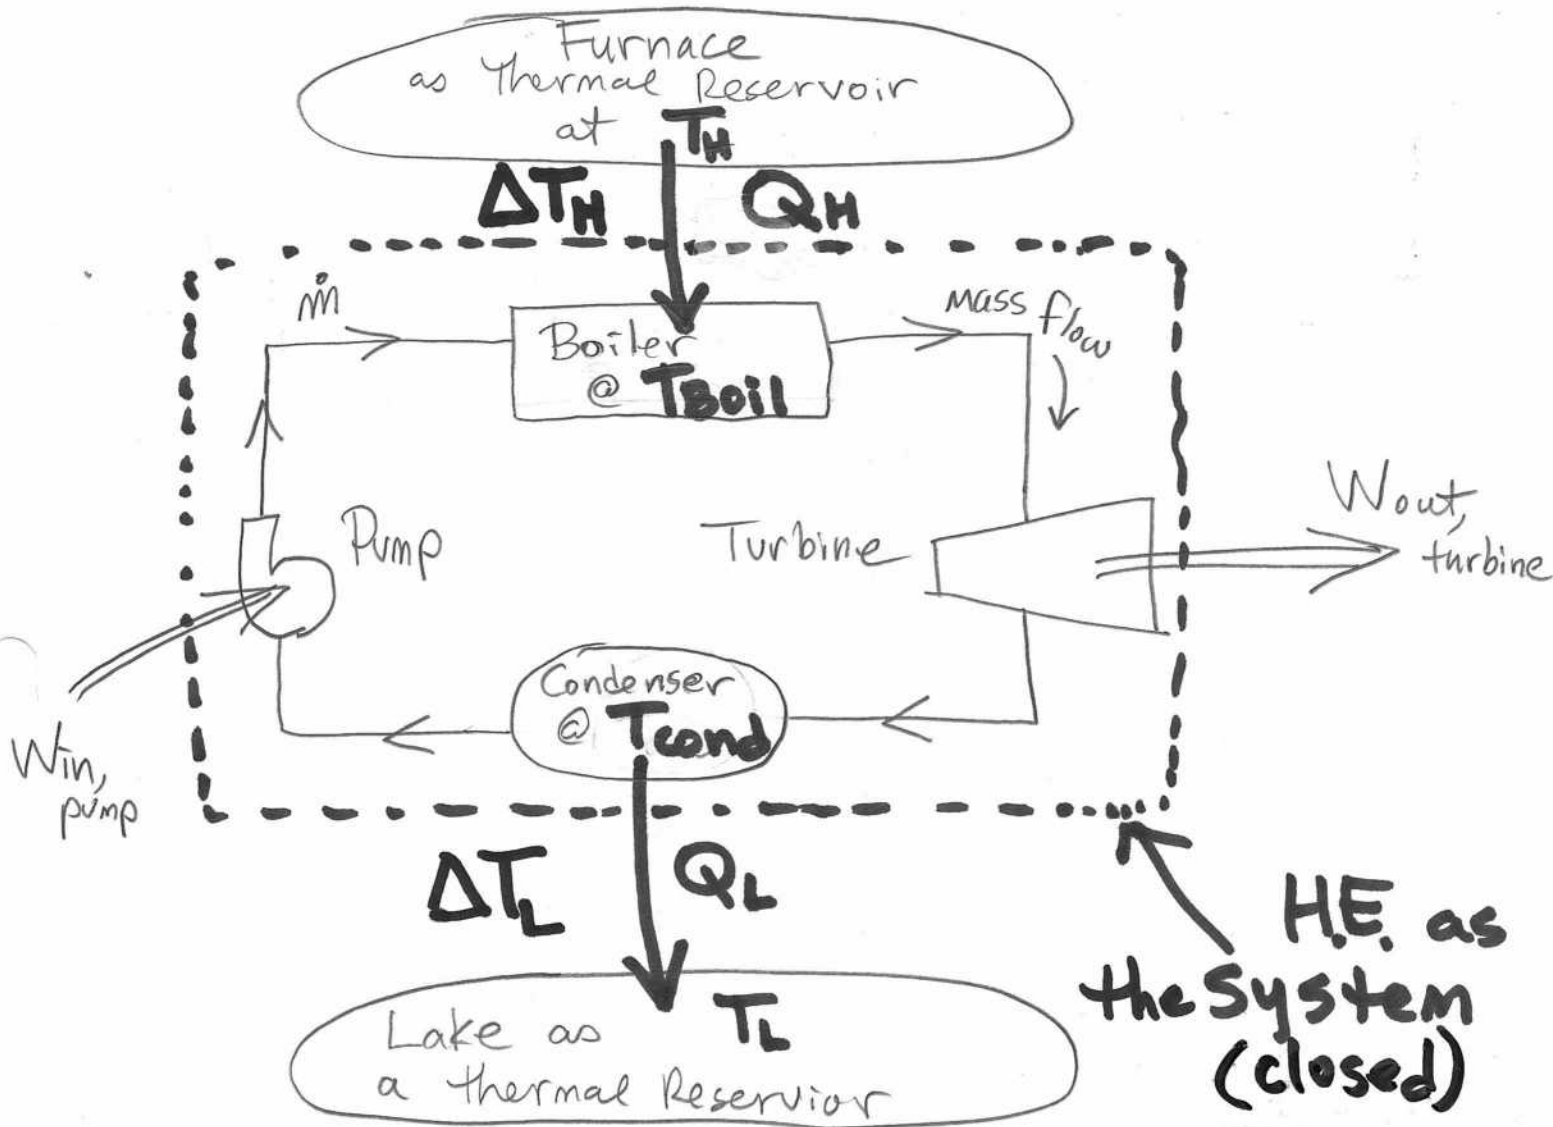 Furnace
as Thermal Reservoir
at TH
ΔTH QH
ṁ
mass flow
Boiler
@ TBoil
Pump
Turbine
Wout,
turbine
Condenser
@ Tcond
Win,
pump
ΔTL QL
H.E. as
the System
(closed)
TL
Lake as
a thermal Reservior